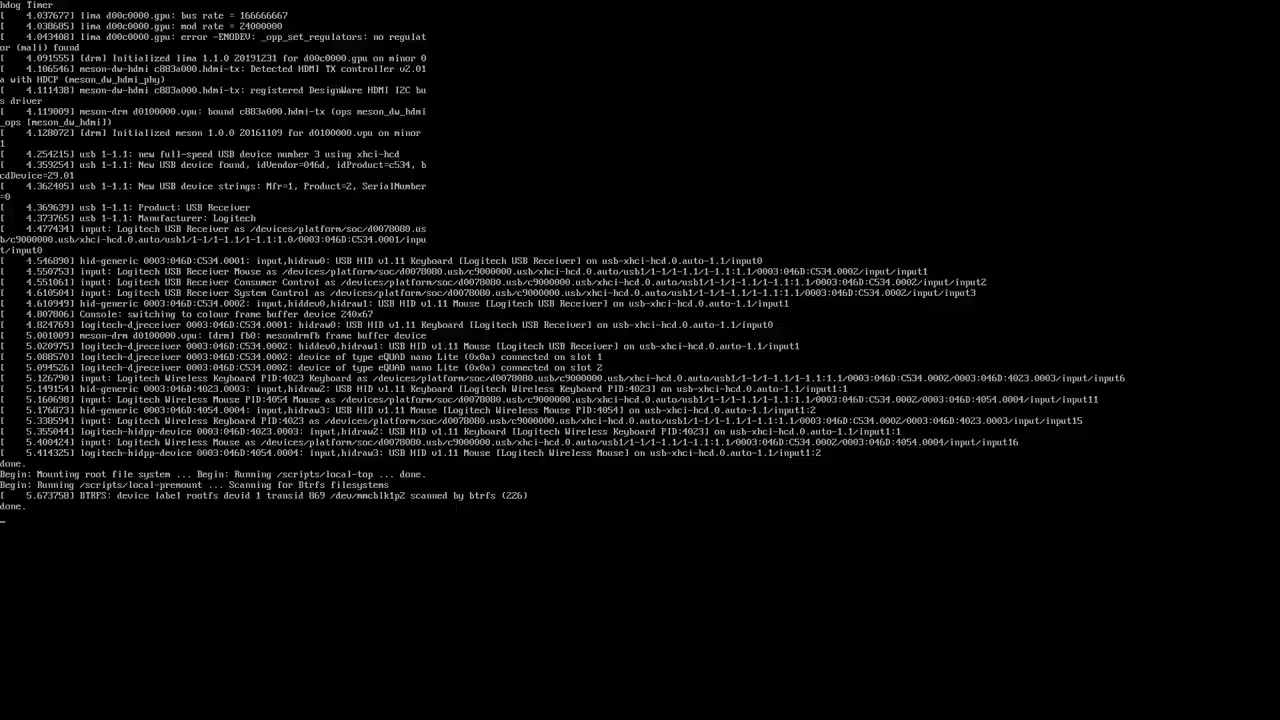 hdog Timer
[    4.037677] lima d00c0000.gpu: bus rate = 166666667
[    4.038685] lima d00c0000.gpu: mod rate = 24000000
[    4.043408] lima d00c0000.gpu: error -ENODEV: _opp_set_regulators: no regulat
or (mali) found
[    4.091555] [drm] Initialized lima 1.1.0 20191231 for d00c0000.gpu on minor 0
[    4.106546] meson-dw-hdmi c883a000.hdmi-tx: Detected HDMI TX controller v2.01
a with HDCP (meson_dw_hdmi_phy)
[    4.111438] meson-dw-hdmi c883a000.hdmi-tx: registered DesignWare HDMI I2C bu
s driver
[    4.119009] meson-drm d0100000.vpu: bound c883a000.hdmi-tx (ops meson_dw_hdmi
_ops [meson_dw_hdmi])
[    4.128072] [drm] Initialized meson 1.0.0 20161109 for d0100000.vpu on minor
1
[    4.254215] usb 1-1.1: new full-speed USB device number 3 using xhci-hcd
[    4.359254] usb 1-1.1: New USB device found, idVendor=046d, idProduct=c534, b
cdDevice=29.01
[    4.362405] usb 1-1.1: New USB device strings: Mfr=1, Product=2, SerialNumber
=0
[    4.369639] usb 1-1.1: Product: USB Receiver
[    4.373765] usb 1-1.1: Manufacturer: Logitech
[    4.477434] input: Logitech USB Receiver as /devices/platform/soc/d0078080.us
b/c9000000.usb/xhci-hcd.0.auto/usb1/1-1/1-1.1/1-1.1:1.0/0003:046D:C534.0001/inpu
t/input0
[    4.546890] hid-generic 0003:046D:C534.0001: input,hidraw0: USB HID v1.11 Keyboard [Logitech USB Receiver] on usb-xhci-hcd.0.auto-1.1/input0
[    4.550753] input: Logitech USB Receiver Mouse as /devices/platform/soc/d0078080.usb/c9000000.usb/xhci-hcd.0.auto/usb1/1-1/1-1.1/1-1.1:1.1/0003:046D:C534.0002/input/input1
[    4.551061] input: Logitech USB Receiver Consumer Control as /devices/platform/soc/d0078080.usb/c9000000.usb/xhci-hcd.0.auto/usb1/1-1/1-1.1/1-1.1:1.1/0003:046D:C534.0002/input/input2
[    4.610504] input: Logitech USB Receiver System Control as /devices/platform/soc/d0078080.usb/c9000000.usb/xhci-hcd.0.auto/usb1/1-1/1-1.1/1-1.1:1.1/0003:046D:C534.0002/input/input3
[    4.610949] hid-generic 0003:046D:C534.0002: input,hiddev0,hidraw1: USB HID v1.11 Mouse [Logitech USB Receiver] on usb-xhci-hcd.0.auto-1.1/input1
[    4.807806] Console: switching to colour frame buffer device 240x67
[    4.824769] logitech-djreceiver 0003:046D:C534.0001: hidraw0: USB HID v1.11 Keyboard [Logitech USB Receiver] on usb-xhci-hcd.0.auto-1.1/input0
[    5.008915] meson-drm d0100000.vpu: [drm] fb0: mesondrmfb frame buffer device
[    5.020975] logitech-djreceiver 0003:046D:C534.0002: hiddev0,hidraw1: USB HID v1.11 Mouse [Logitech USB Receiver] on usb-xhci-hcd.0.auto-1.1/input1
[    5.088570] logitech-djreceiver 0003:046D:C534.0002: device of type eQUAD nano Lite (0x0a) connected on slot 1
[    5.094526] logitech-djreceiver 0003:046D:C534.0002: device of type eQUAD nano Lite (0x0a) connected on slot 2
[    5.126790] input: Logitech Wireless Keyboard PID:4023 Keyboard as /devices/platform/soc/d0078080.usb/c9000000.usb/xhci-hcd.0.auto/usb1/1-1/1-1.1/1-1.1:1.1/0003:046D:C534.0002/0003:046D:4023.0003/input/input6
[    5.149154] hid-generic 0003:046D:4023.0003: input,hidraw2: USB HID v1.11 Keyboard [Logitech Wireless Keyboard PID:4023] on usb-xhci-hcd.0.auto-1.1/input1:1
[    5.160698] input: Logitech Wireless Mouse PID:4054 Mouse as /devices/platform/soc/d0078080.usb/c9000000.usb/xhci-hcd.0.auto/usb1/1-1/1-1.1/1-1.1:1.1/0003:046D:C534.0002/0003:046D:4054.0004/input/input11
[    5.176873] hid-generic 0003:046D:4054.0004: input,hidraw3: USB HID v1.11 Mouse [Logitech Wireless Mouse PID:4054] on usb-xhci-hcd.0.auto-1.1/input1:2
[    5.338594] input: Logitech Wireless Keyboard PID:4023 as /devices/platform/soc/d0078080.usb/c9000000.usb/xhci-hcd.0.auto/usb1/1-1/1-1.1/1-1.1:1.1/0003:046D:C534.0002/0003:046D:4023.0003/input/input15
[    5.355044] logitech-hidpp-device 0003:046D:4023.0003: input,hidraw2: USB HID v1.11 Keyboard [Logitech Wireless Keyboard PID:4023] on usb-xhci-hcd.0.auto-1.1/input1:1
[    5.400424] input: Logitech Wireless Mouse as /devices/platform/soc/d0078080.usb/c9000000.usb/xhci-hcd.0.auto/usb1/1-1/1-1.1/1-1.1:1.1/0003:046D:C534.0002/0003:046D:4054.0004/input/input16
[    5.414325] logitech-hidpp-device 0003:046D:4054.0004: input,hidraw3: USB HID v1.11 Mouse [Logitech Wireless Mouse] on usb-xhci-hcd.0.auto-1.1/input1:2
done.
Begin: Mounting root file system ... Begin: Running /scripts/local-top ... done.
Begin: Running /scripts/local-premount ... Scanning for Btrfs filesystems
[    5.673758] BTRFS: device label rootfs devid 1 transid 869 /dev/mmcblk1p2 scanned by btrfs (226)
done.